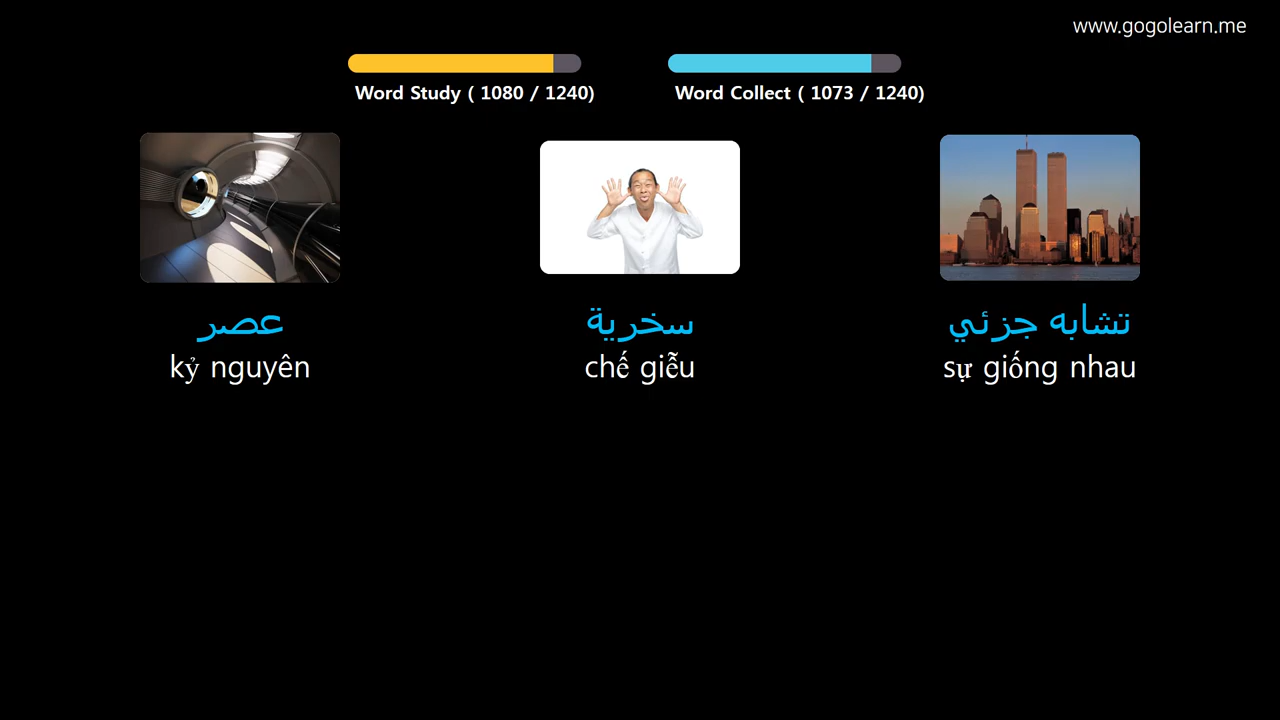 www.gogolearn.me
Word Study ( 1080 / 1240)
Word Collect ( 1073 / 1240)
عصر
سخرية
تشابه جزئي
kỷ nguyên
chế giễu
sự giống nhau